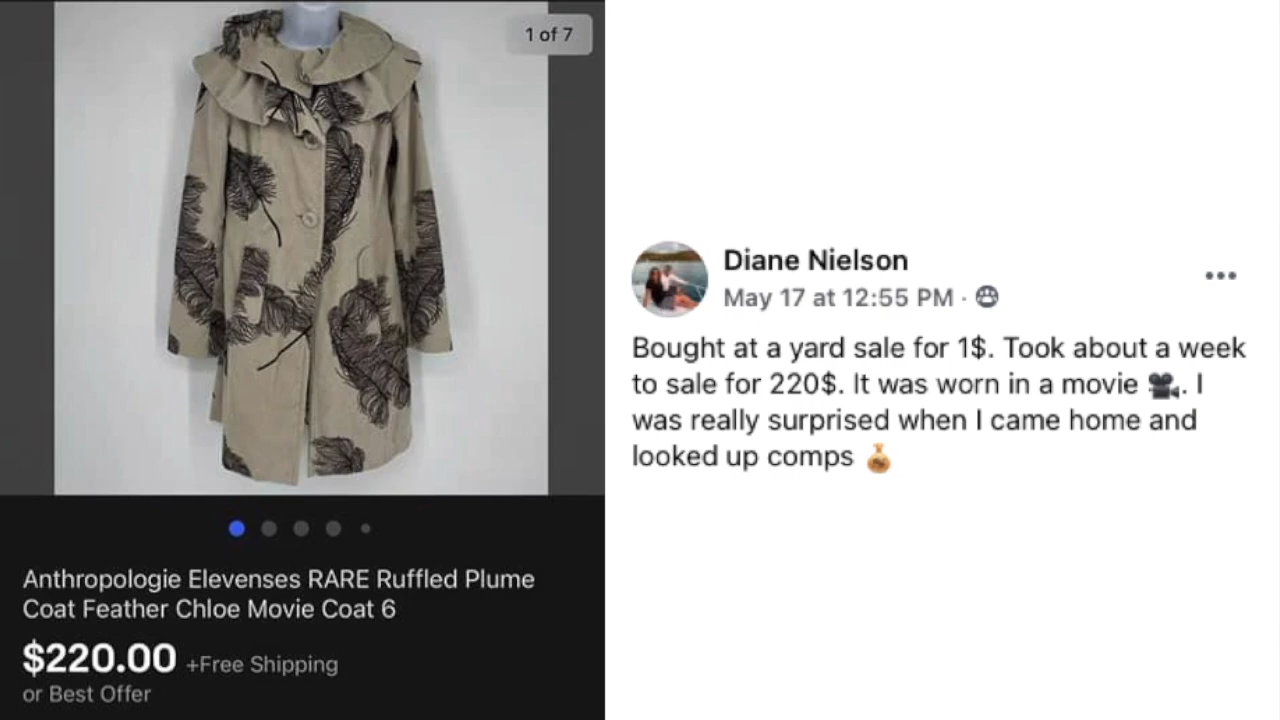 1 of 7
Anthropologie Elevenses RARE Ruffled Plume
Coat Feather Chloe Movie Coat 6
$220.00 +Free Shipping
or Best Offer
Diane Nielson
May 17 at 12:55 PM ·
Bought at a yard sale for 1$. Took about a week
to sale for 220$. It was worn in a movie 🎥. I
was really surprised when I came home and
looked up comps 💰